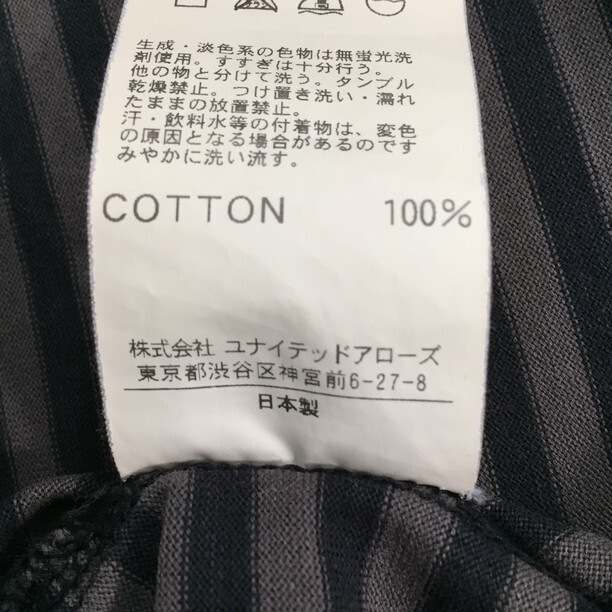 生成・淡色系の色物は無蛍光洗
剤使用。すすぎは十分行う。
他の物と分けて洗う。タンブル
乾燥禁止。つけ置き洗い・濡れ
たままの放置禁止。
汗・飲料水等の付着物は、変色
の原因となる場合があるのです
みやかに洗い流す。
COTTON 100%
株式会社 ユナイテッドアローズ
東京都渋谷区神宮前6-27-8
日本製